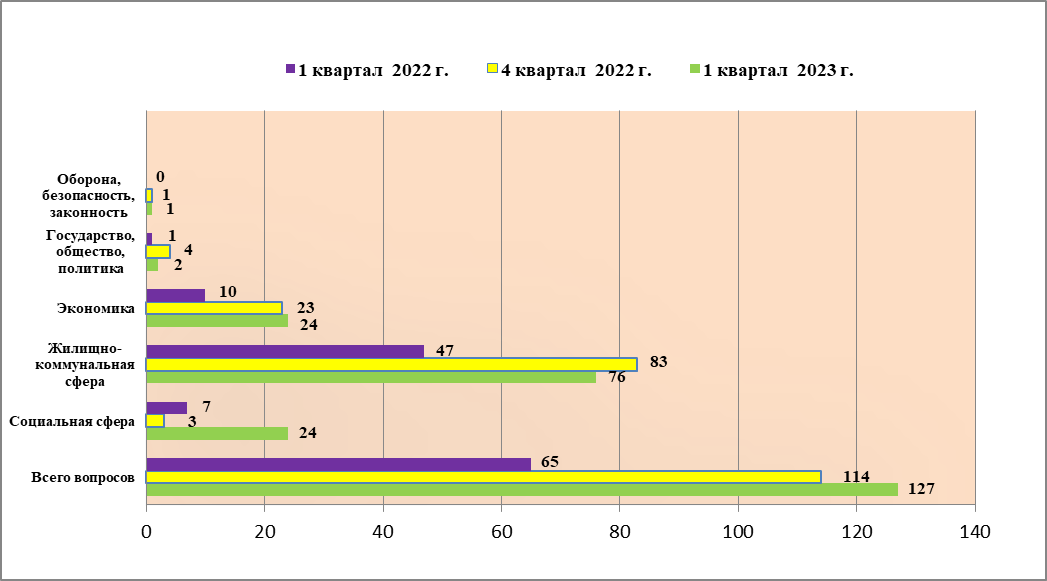 1 квартал 2022 г.
4 квартал 2022 г.
1 квартал 2023 г.
Оборона,
безопасность,
законность
0
1
1
Государство,
общество,
политика
1
4
2
Экономика
10
23
24
Жилищно-
коммунальная
сфера
47
83
76
Социальная сфера
7
3
24
Всего вопросов
65
114
127
0
20
40
60
80
100
120
140